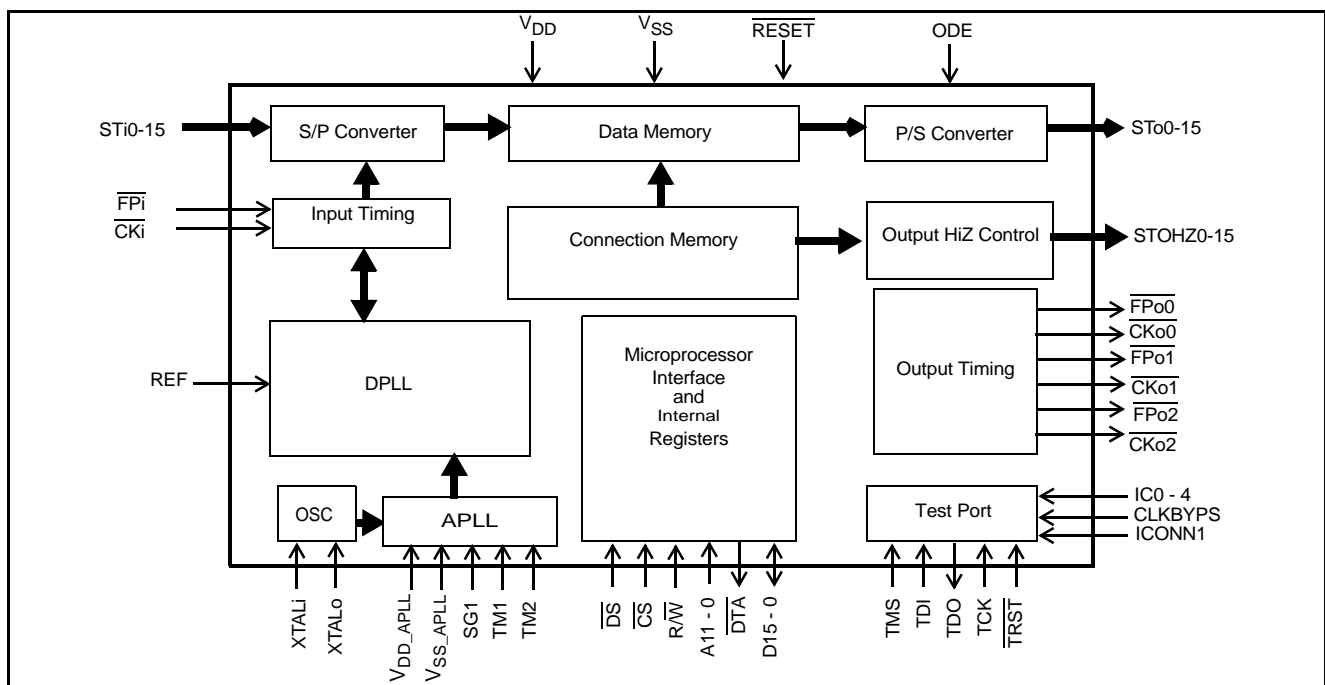 VDD
VSS
RESET
ODE
STi0-15
S/P Converter
Data Memory
P/S Converter
STo0-15
FPi
CKi
Input Timing
Connection Memory
Output HiZ Control
STOHZ0-15
REF
DPLL
Microprocessor
Interface
and
Internal
Registers
Output Timing
FPo0
CKo0
FPo1
CKo1
FPo2
CKo2
OSC
APLL
Test Port
IC0 - 4
CLKBYPS
ICONN1
XTALi
XTALo
VDD_APLL
VSS_APLL
SG1
TM1
TM2
DS
CS
R/W
A11 - 0
DTA
D15 - 0
TMS
TDI
TDO
TCK
TRST